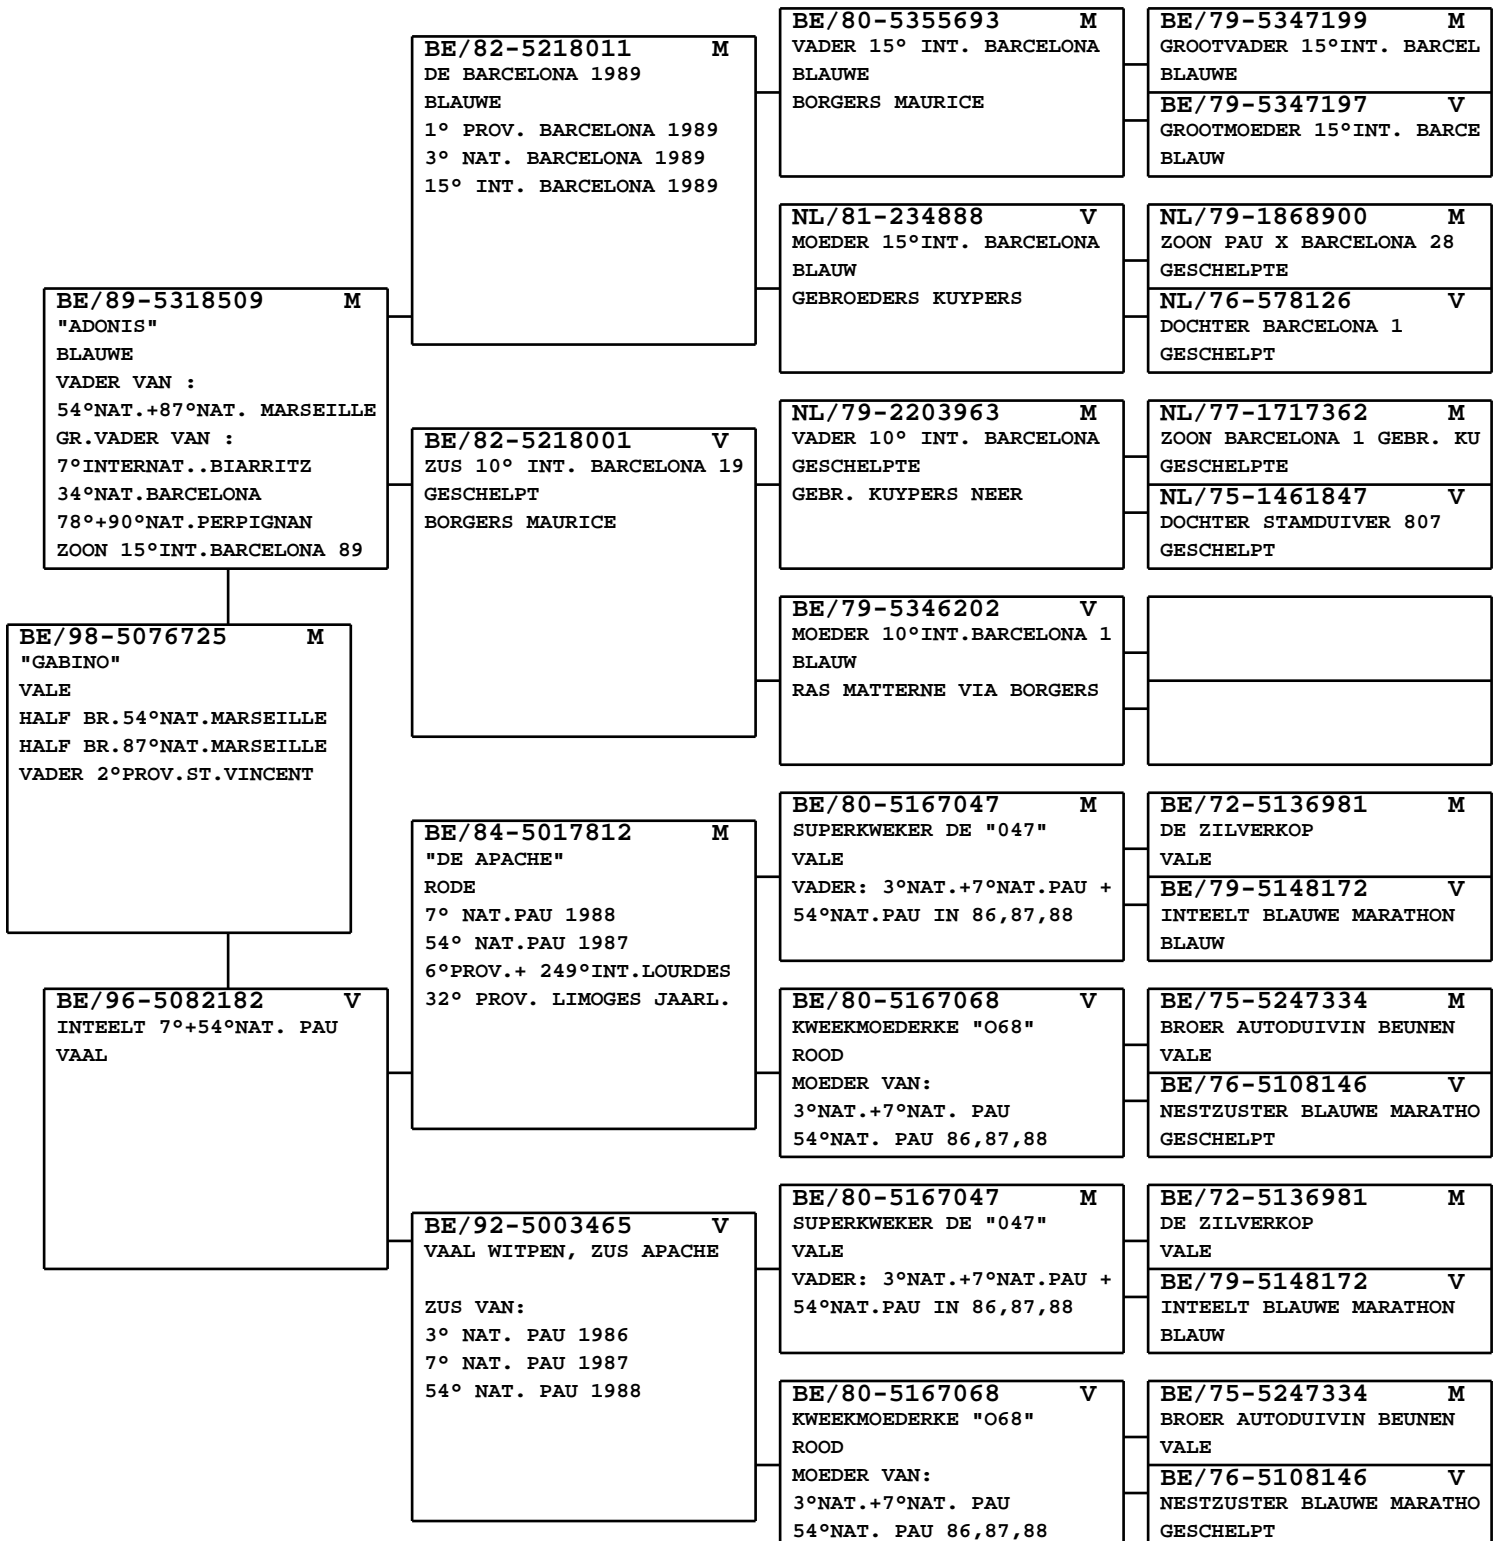 BE/98-5076725 M
"GABINO"
VALE
HALF BR.54°NAT.MARSEILLE
HALF BR.87°NAT.MARSEILLE
VADER 2°PROV.ST.VINCENT
BE/89-5318509 M
"ADONIS"
BLAUWE
VADER VAN :
54°NAT.+87°NAT. MARSEILLE
GR.VADER VAN :
7°INTERNAT..BIARRITZ
34°NAT.BARCELONA
78°+90°NAT.PERPIGNAN
ZOON 15°INT.BARCELONA 89
BE/96-5082182 V
INTEELT 7°+54°NAT. PAU
VAAL
BE/82-5218011 M
DE BARCELONA 1989
BLAUWE
1° PROV. BARCELONA 1989
3° NAT. BARCELONA 1989
15° INT. BARCELONA 1989
BE/82-5218001 V
ZUS 10° INT. BARCELONA 19
GESCHELPT
BORGERS MAURICE
BE/84-5017812 M
"DE APACHE"
RODE
7° NAT.PAU 1988
54° NAT.PAU 1987
6°PROV.+ 249°INT.LOURDES
32° PROV. LIMOGES JAARL.
BE/92-5003465 V
VAAL WITPEN, ZUS APACHE
ZUS VAN:
3° NAT. PAU 1986
7° NAT. PAU 1987
54° NAT. PAU 1988
BE/80-5355693 M
VADER 15° INT. BARCELONA
BLAUWE
BORGERS MAURICE
NL/81-234888 V
MOEDER 15°INT. BARCELONA
BLAUW
GEBROEDERS KUYPERS
NL/79-2203963 M
VADER 10° INT. BARCELONA
GESCHELPTE
GEBR. KUYPERS NEER
BE/79-5346202 V
MOEDER 10°INT.BARCELONA 1
BLAUW
RAS MATTERNE VIA BORGERS
BE/80-5167047 M
SUPERKWEKER DE "047"
VALE
VADER: 3°NAT.+7°NAT.PAU +
54°NAT.PAU IN 86,87,88
BE/80-5167068 V
KWEEKMOEDERKE "O68"
ROOD
MOEDER VAN:
3°NAT.+7°NAT. PAU
54°NAT. PAU 86,87,88
BE/80-5167047 M
SUPERKWEKER DE "047"
VALE
VADER: 3°NAT.+7°NAT.PAU +
54°NAT.PAU IN 86,87,88
BE/80-5167068 V
KWEEKMOEDERKE "O68"
ROOD
MOEDER VAN:
3°NAT.+7°NAT. PAU
54°NAT. PAU 86,87,88
BE/79-5347199 M
GROOTVADER 15°INT. BARCEL
BLAUWE
BE/79-5347197 V
GROOTMOEDER 15°INT. BARCE
BLAUW
NL/79-1868900 M
ZOON PAU X BARCELONA 28
GESCHELPTE
NL/76-578126 V
DOCHTER BARCELONA 1
GESCHELPT
NL/77-1717362 M
ZOON BARCELONA 1 GEBR. KU
GESCHELPTE
NL/75-1461847 V
DOCHTER STAMDUIVER 807
GESCHELPT
BE/72-5136981 M
DE ZILVERKOP
VALE
BE/79-5148172 V
INTEELT BLAUWE MARATHON
BLAUW
BE/75-5247334 M
BROER AUTODUIVIN BEUNEN
VALE
BE/76-5108146 V
NESTZUSTER BLAUWE MARATHO
GESCHELPT
BE/72-5136981 M
DE ZILVERKOP
VALE
BE/79-5148172 V
INTEELT BLAUWE MARATHON
BLAUW
BE/75-5247334 M
BROER AUTODUIVIN BEUNEN
VALE
BE/76-5108146 V
NESTZUSTER BLAUWE MARATHO
GESCHELPT